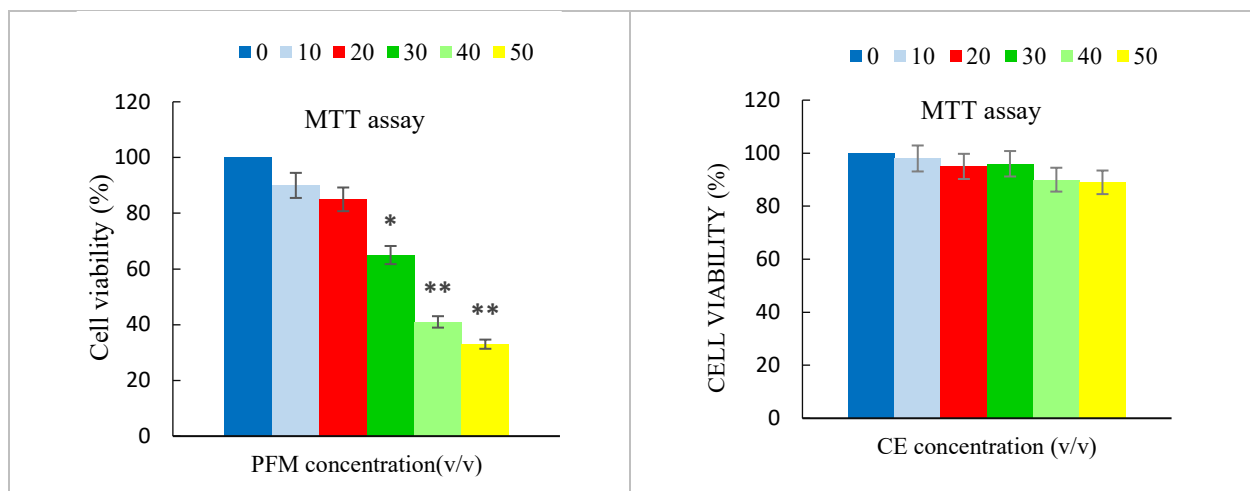 0 10 20 30 40 50
MTT assay
Cell viability (%)
120
100
80
60
40
20
0
*
**
**
PFM concentration(v/v)
0 10 20 30 40 50
MTT assay
CELL VIABILITY (%)
120
100
80
60
40
20
0
CE concentration (v/v)